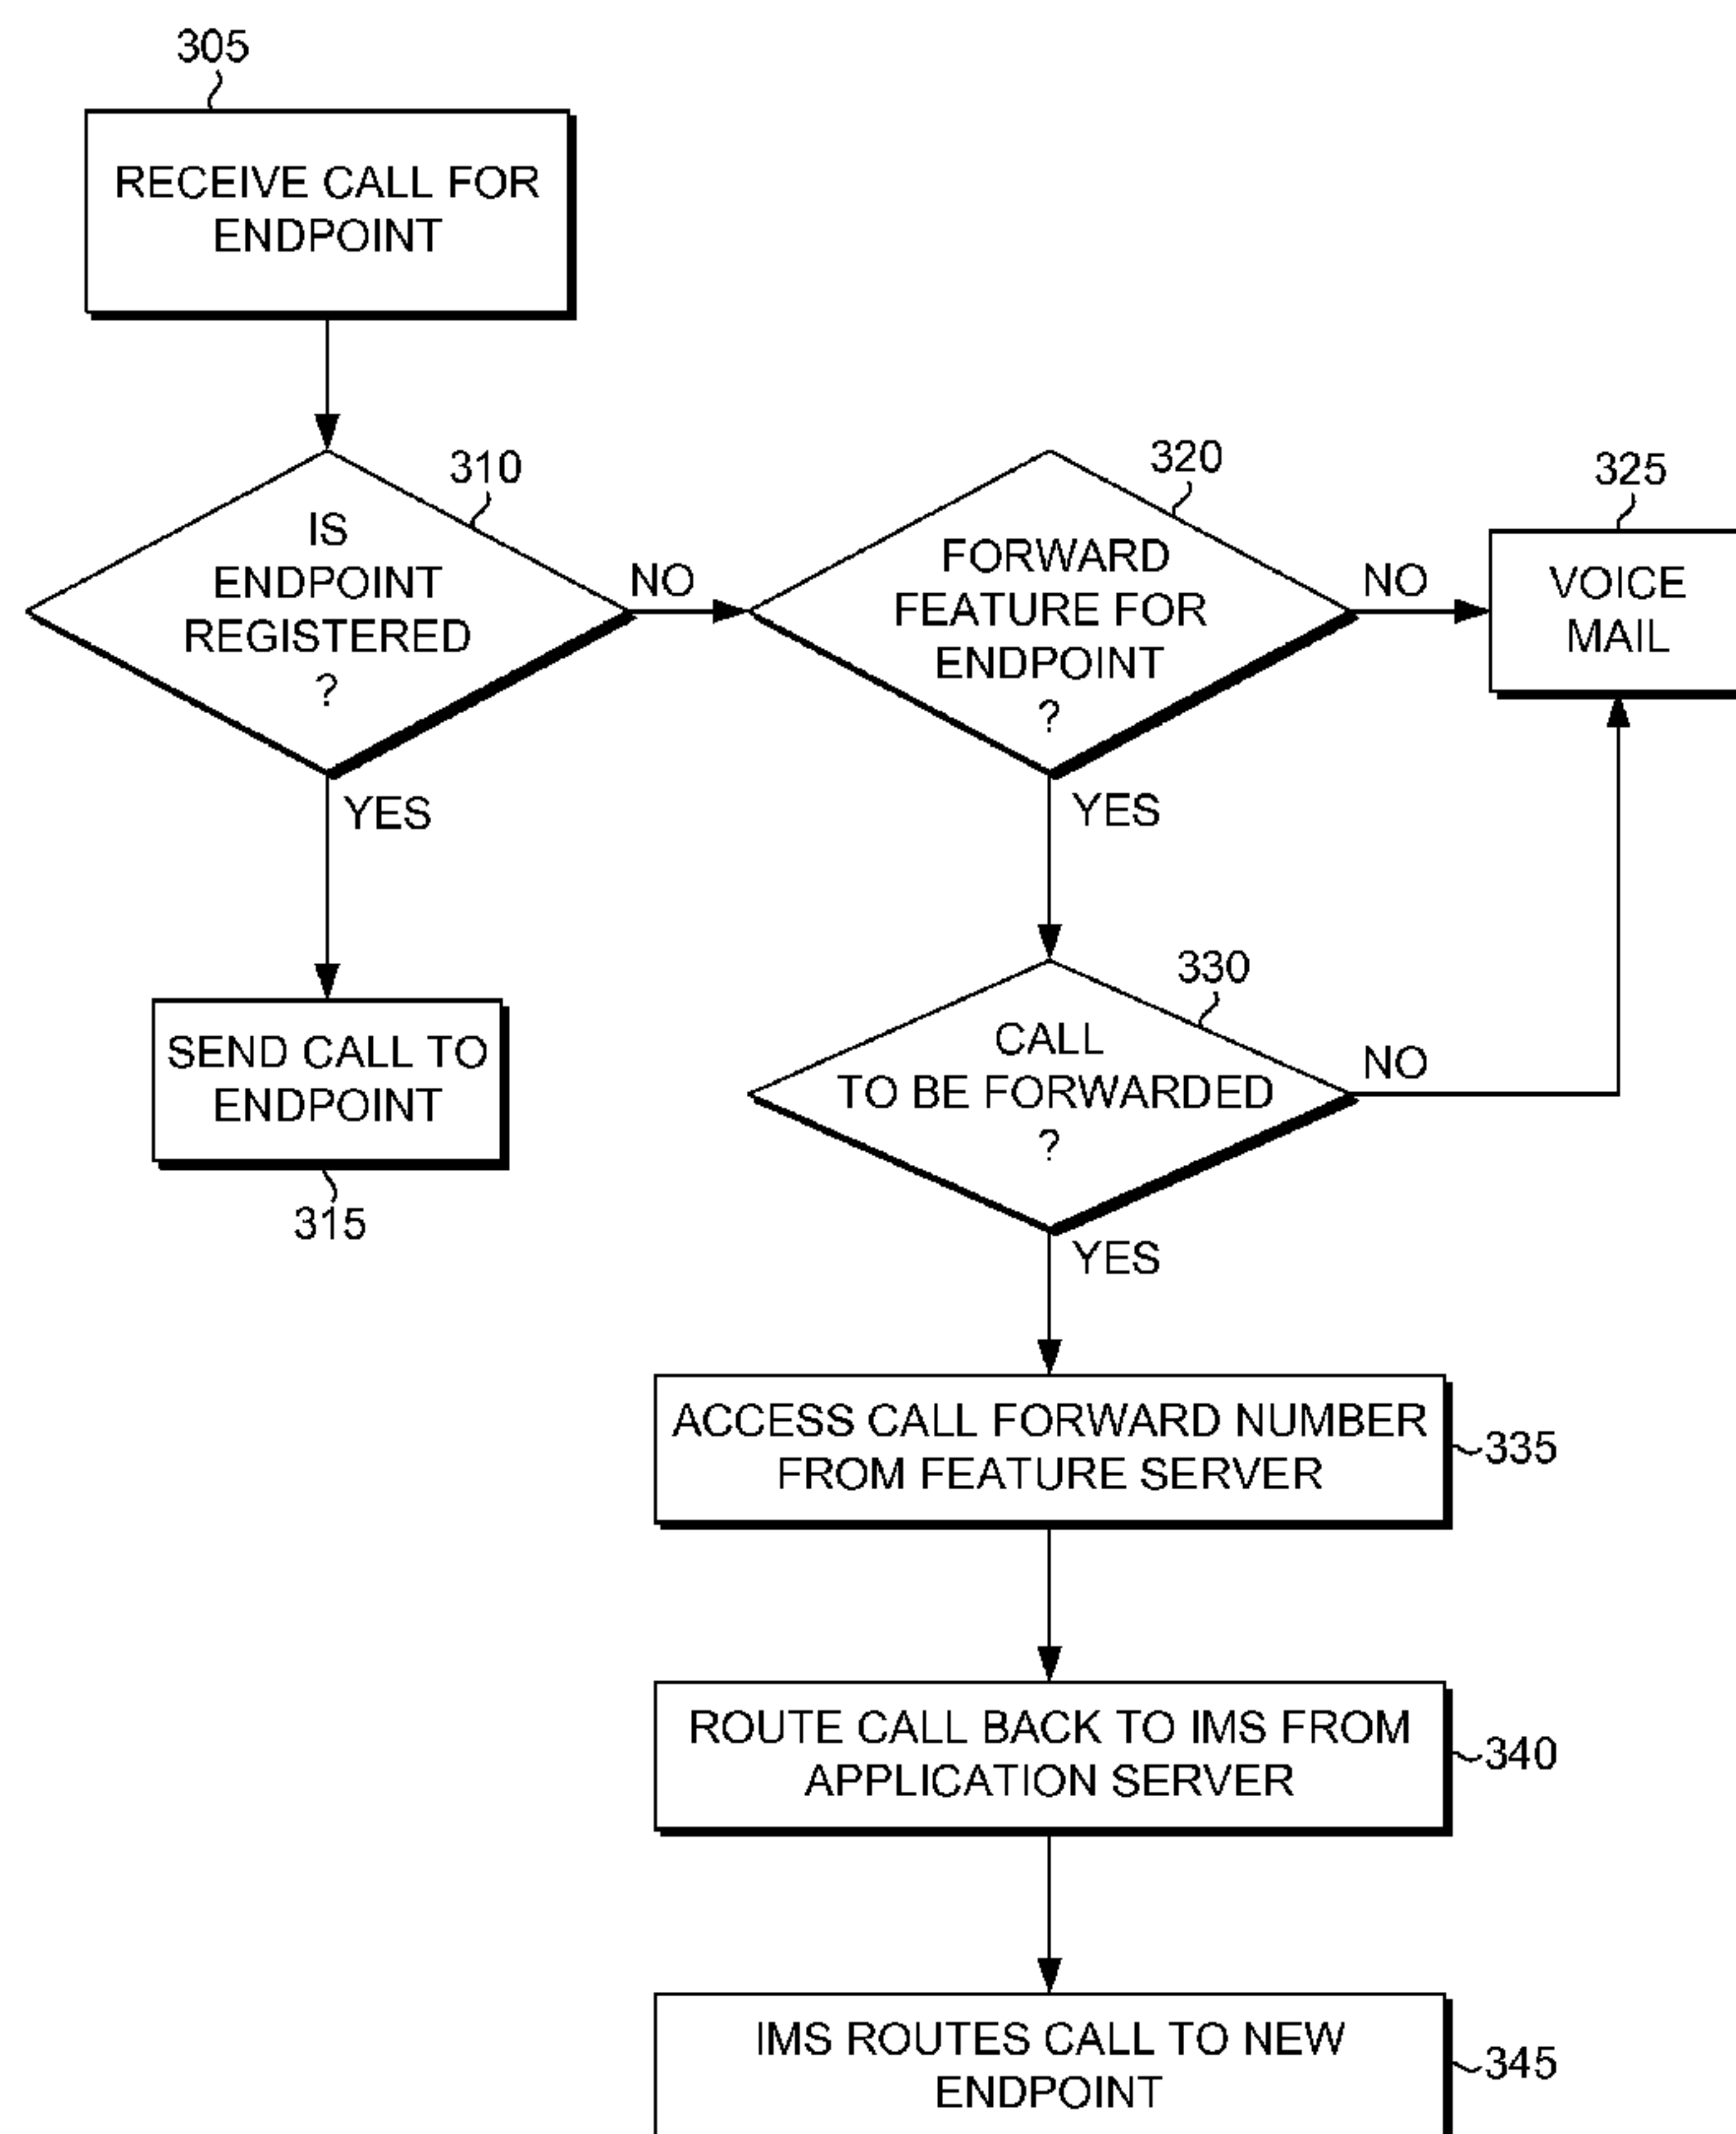 305
RECEIVE CALL FOR
ENDPOINT
310
IS
ENDPOINT
REGISTERED
?
NO
YES
320
FORWARD
FEATURE FOR
ENDPOINT
?
NO
YES
325
VOICE
MAIL
SEND CALL TO
ENDPOINT
315
330
CALL
TO BE FORWARDED
?
NO
YES
ACCESS CALL FORWARD NUMBER
FROM FEATURE SERVER
335
ROUTE CALL BACK TO IMS FROM
APPLICATION SERVER
340
IMS ROUTES CALL TO NEW
ENDPOINT
345